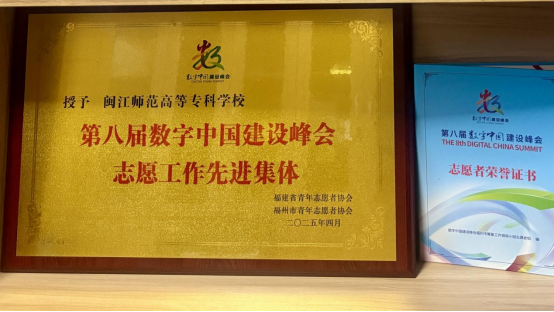 数字中国建设峰会
DIGITAL CHINA SUMMIT
授予 闽江师范高等专科学校
第八届数字中国建设峰会
志愿工作先进集体
福建省青年志愿者协会
福州市青年志愿者协会
二〇二五年四月
数字中国建设峰会
第八届数字中国建设峰会
THE 8th DIGITAL CHINA SUMMIT
志愿者荣誉证书